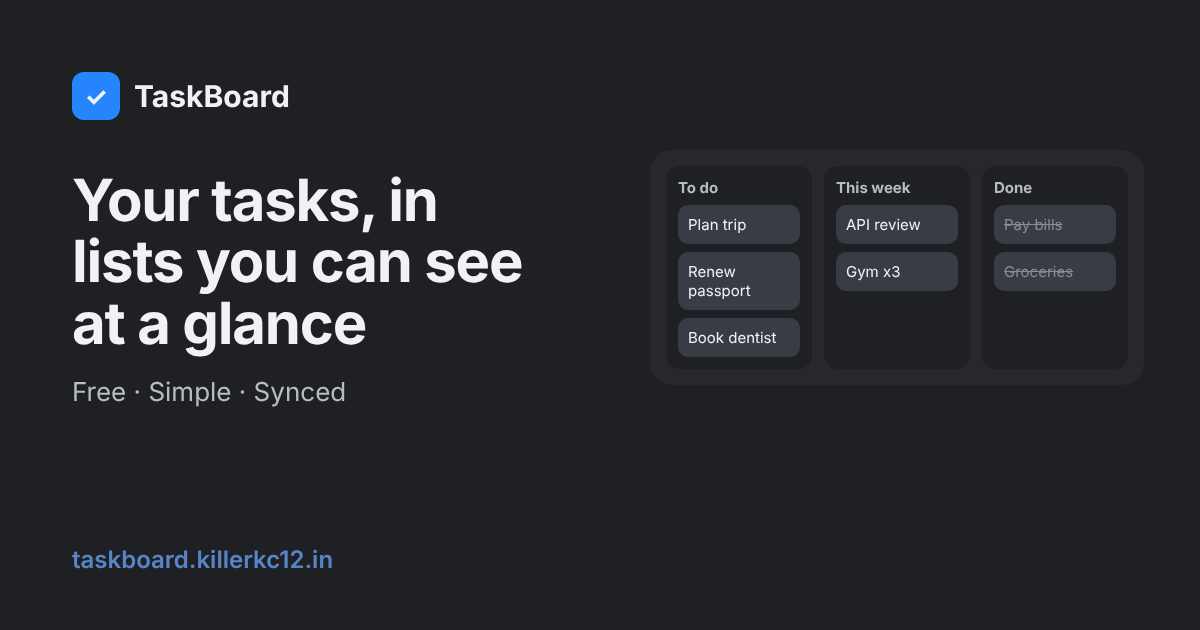 TaskBoard
Your tasks, in
lists you can see
at a glance
Free · Simple · Synced
To do
Plan trip
Renew
passport
Book dentist
This week
API review
Gym x3
Done
Pay bills
Groceries
taskboard.killerkc12.in